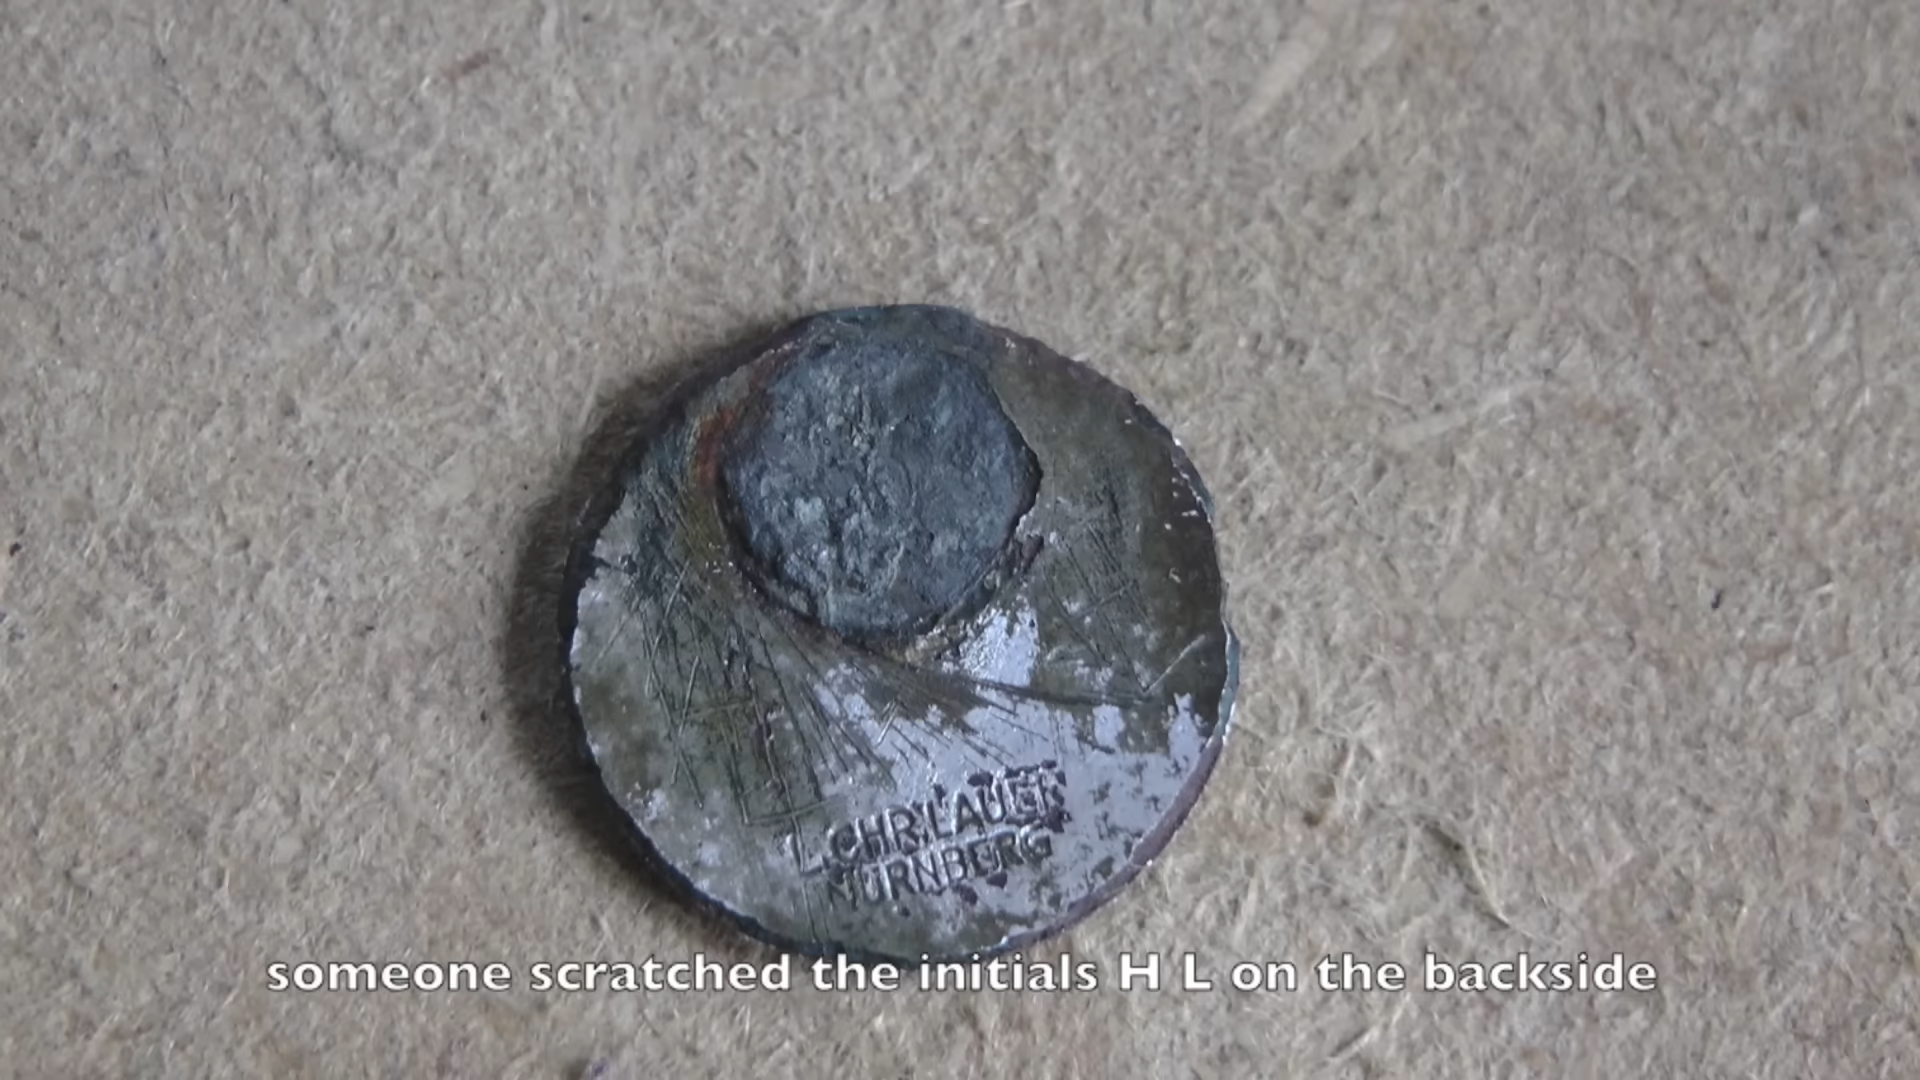 L.CHR.LAUER
NÜRNBERG
someone scratched the initials H L on the backside